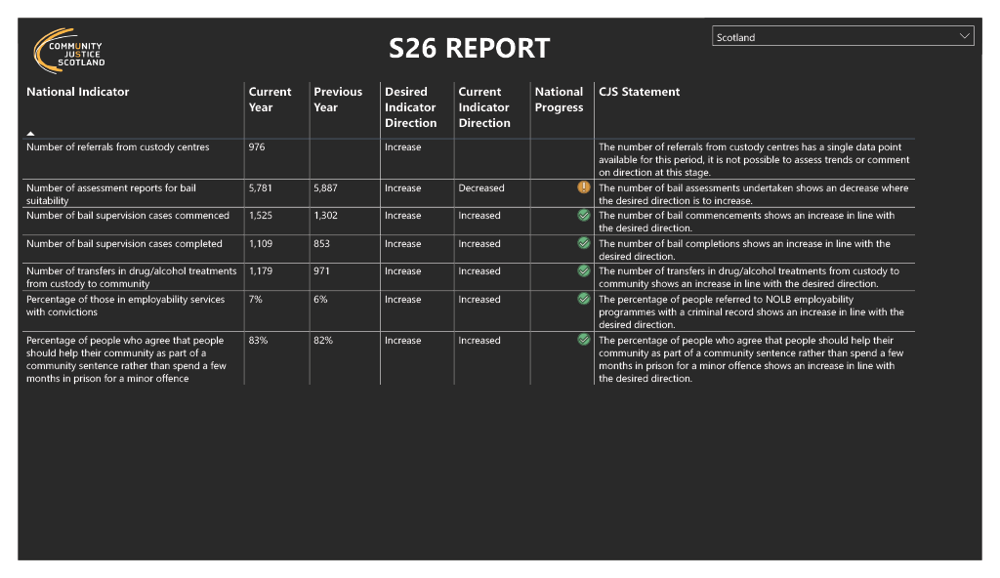 COMMUNITY
JUSTICE
SCOTLAND
S26 REPORT
Scotland
National Indicator
Current
Year
Previous
Year
Desired
Indicator
Direction
Current
Indicator
Direction
National
Progress
CJS Statement
Number of referrals from custody centres
976
Increase
The number of referrals from custody centres has a single data point
available for this period, it is not possible to assess trends or comment
on direction at this stage.
Number of assessment reports for bail
suitability
5,781
5,887
Increase
Decreased
The number of bail assessments undertaken shows an decrease where
the desired direction is to increase.
Number of bail supervision cases commenced
1,525
1,302
Increase
Increased
The number of bail commencements shows an increase in line with
the desired direction.
Number of bail supervision cases completed
1,109
853
Increase
Increased
The number of bail completions shows an increase in line with the
desired direction.
Number of transfers in drug/alcohol treatments
from custody to community
1,179
971
Increase
Increased
The number of transfers in drug/alcohol treatments from custody to
community shows an increase in line with the desired direction.
Percentage of those in employability services
with convictions
7%
6%
Increase
Increased
The percentage of people referred to NOLB employability
programmes with a criminal record shows an increase in line with the
desired direction.
Percentage of people who agree that people
should help their community as part of a
community sentence rather than spend a few
months in prison for a minor offence
83%
82%
Increase
Increased
The percentage of people who agree that people should help their
community as part of a community sentence rather than spend a few
months in prison for a minor offence shows an increase in line with
the desired direction.